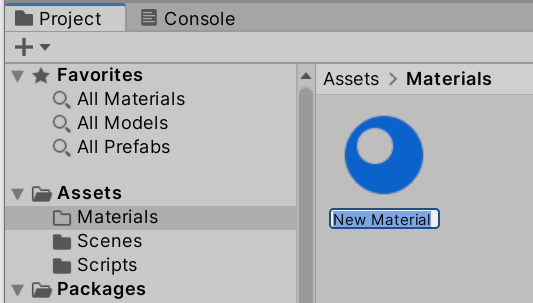 Project
Console
Favorites
All Materials
All Models
All Prefabs
Assets
Materials
Scenes
Scripts
Packages
Assets > Materials
New Material